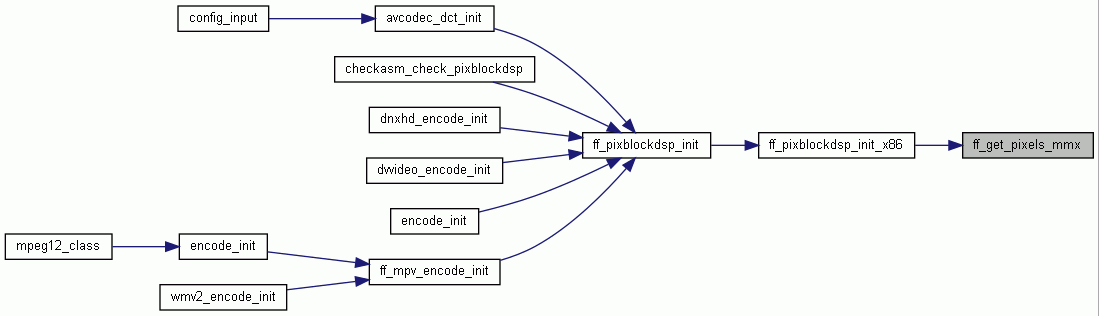 config_input
avcodec_dct_init
checkasm_check_pixblockdsp
dnxhd_encode_init
ff_pixblockdsp_init
ff_pixblockdsp_init_x86
ff_get_pixels_mmx
dvvideo_encode_init
encode_init
mpeg12_class
encode_init
ff_mpv_encode_init
wmv2_encode_init